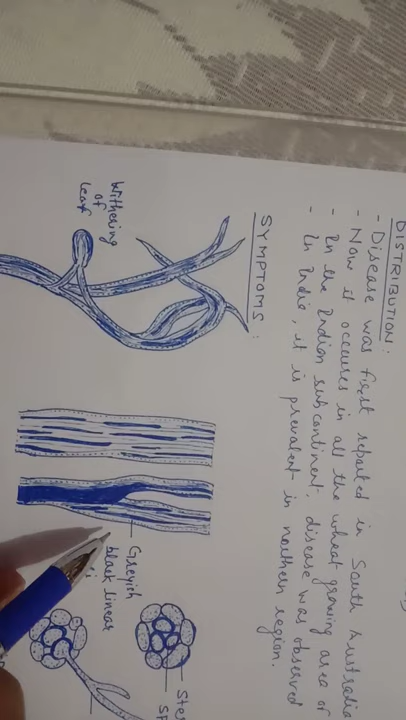 DISTRIBUTION:
- Disease was first reported in South Australia
- Now it occures in all the wheat growing area of
- In the Indian subcontinent, disease was observed
- In India, it is prevalent in northern region.
SYMPTOMS:
Withering
of
leaf
Greyish
black linear